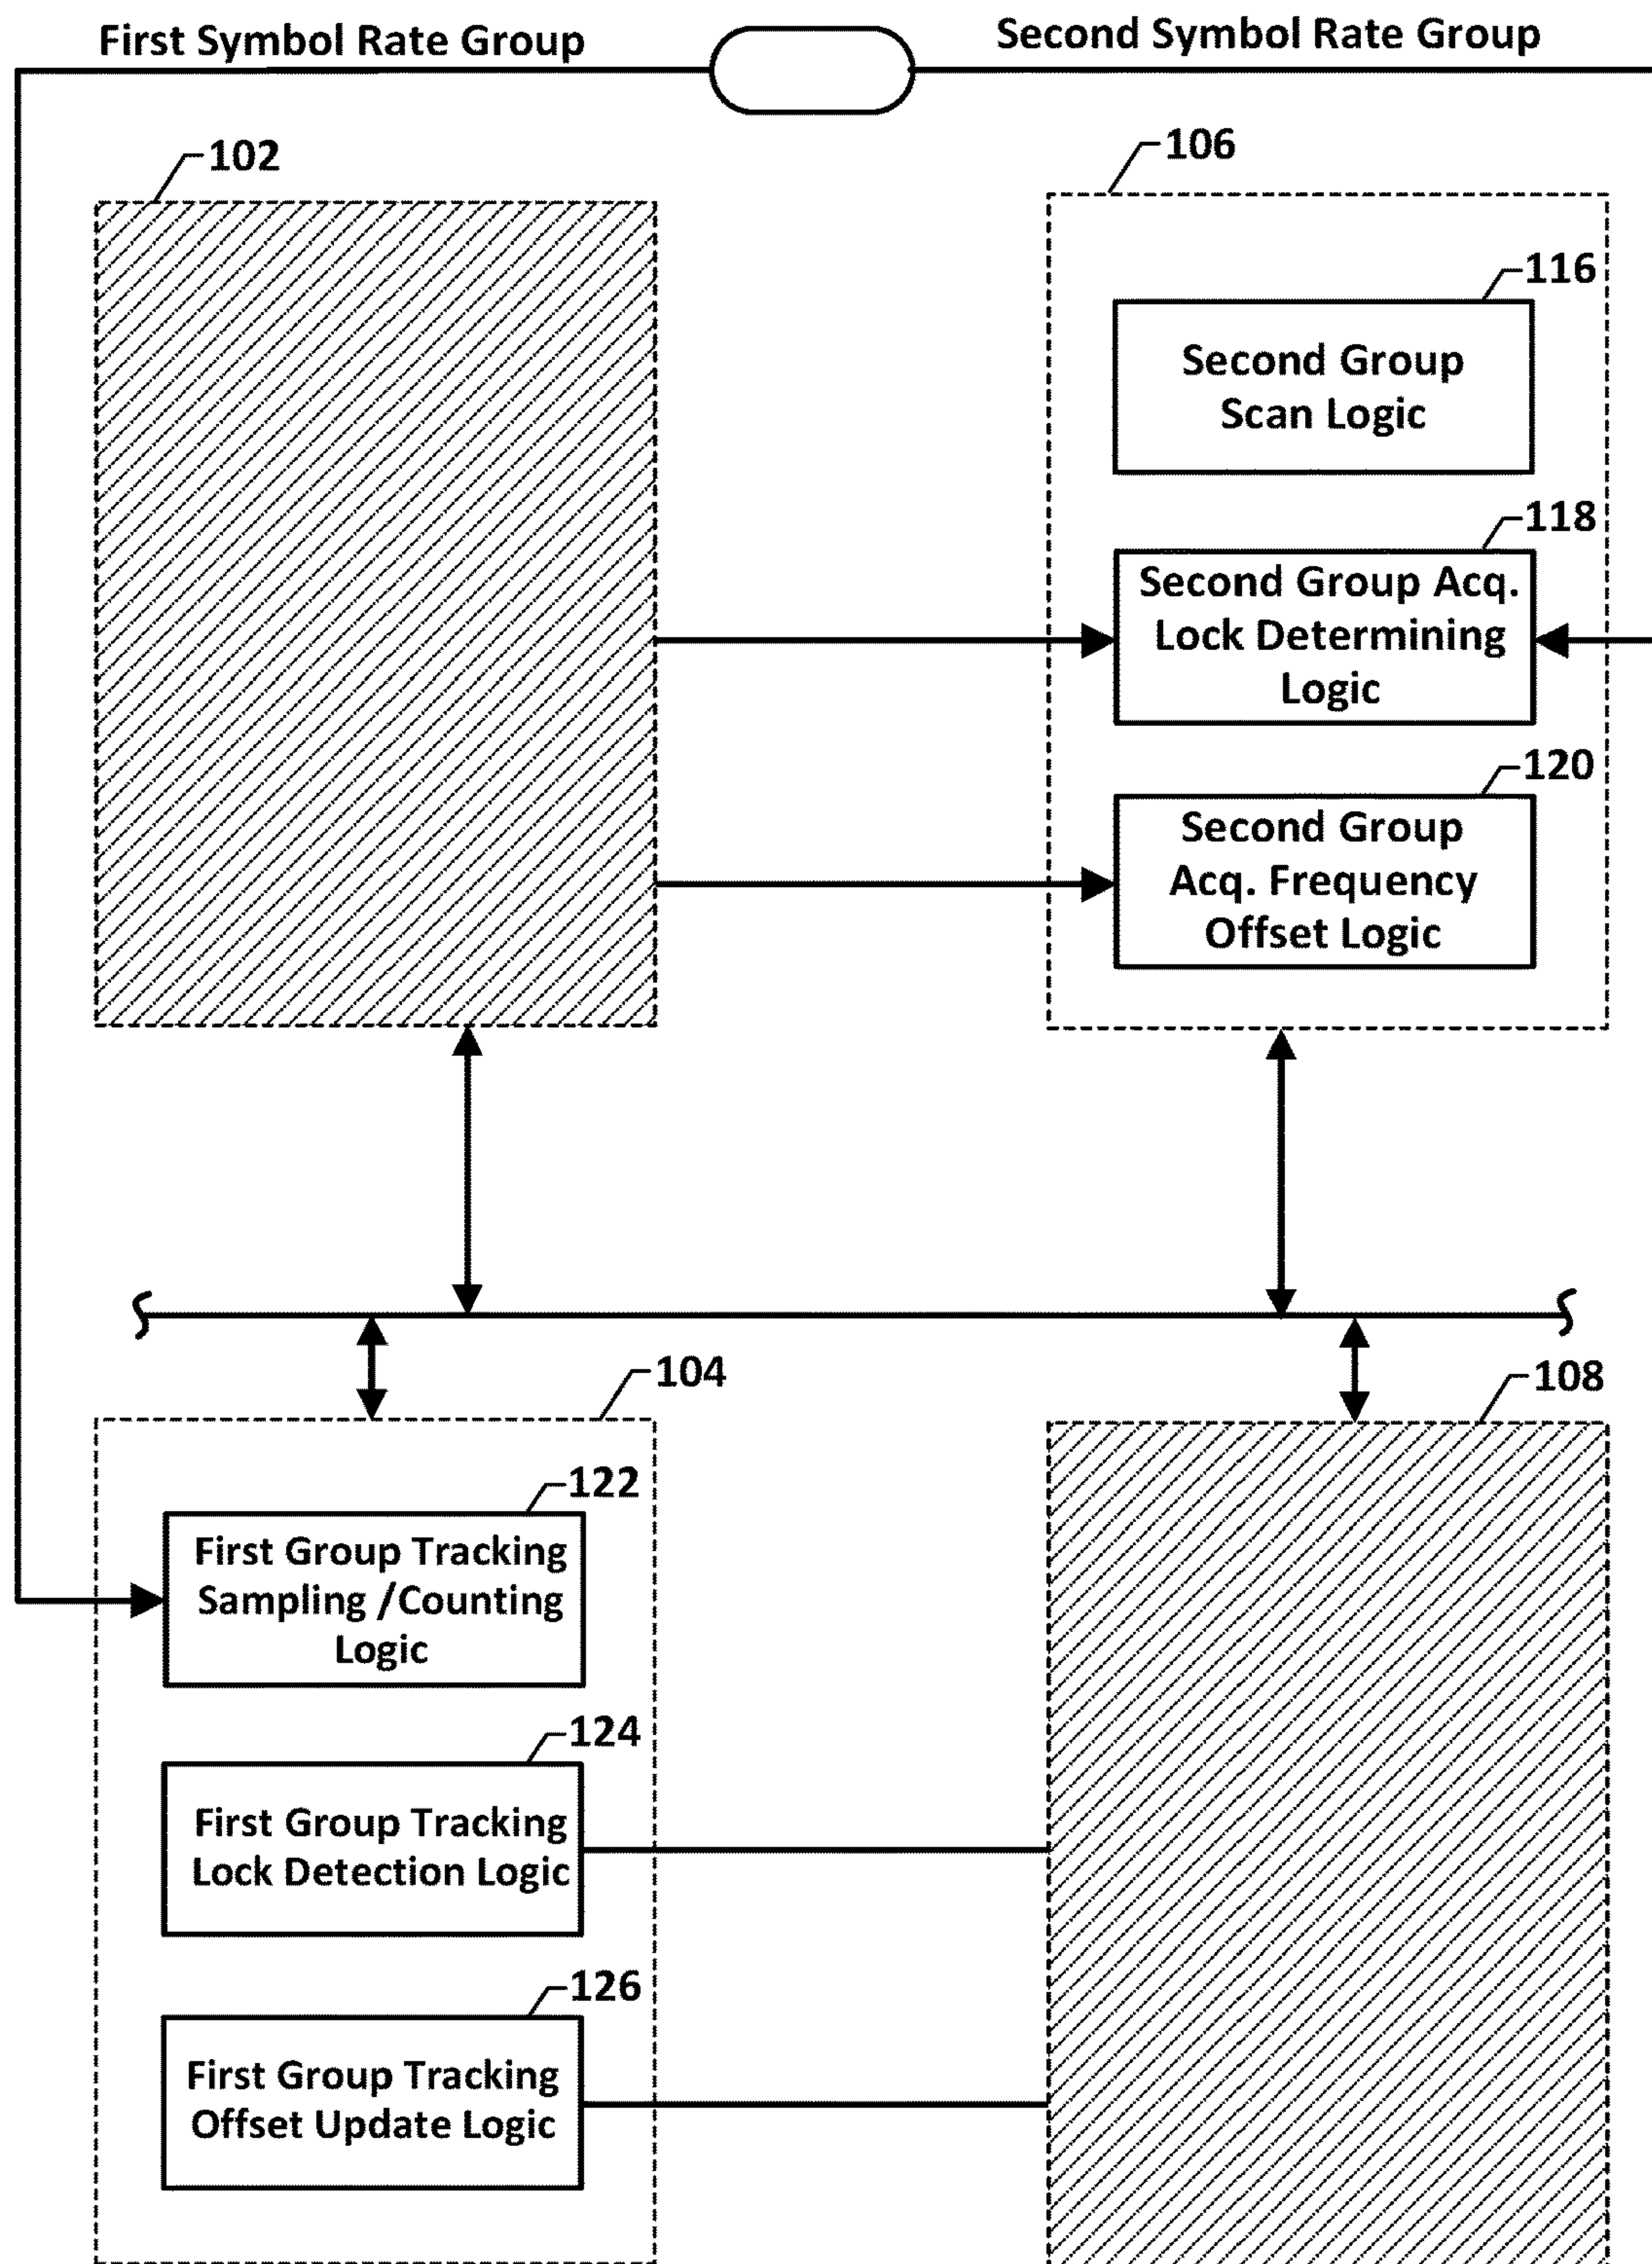 First Symbol Rate Group
Second Symbol Rate Group
102
106
116
Second Group
Scan Logic
118
Second Group Acq.
Lock Determining
Logic
120
Second Group
Acq. Frequency
Offset Logic
104
108
122
First Group Tracking
Sampling /Counting
Logic
124
First Group Tracking
Lock Detection Logic
126
First Group Tracking
Offset Update Logic